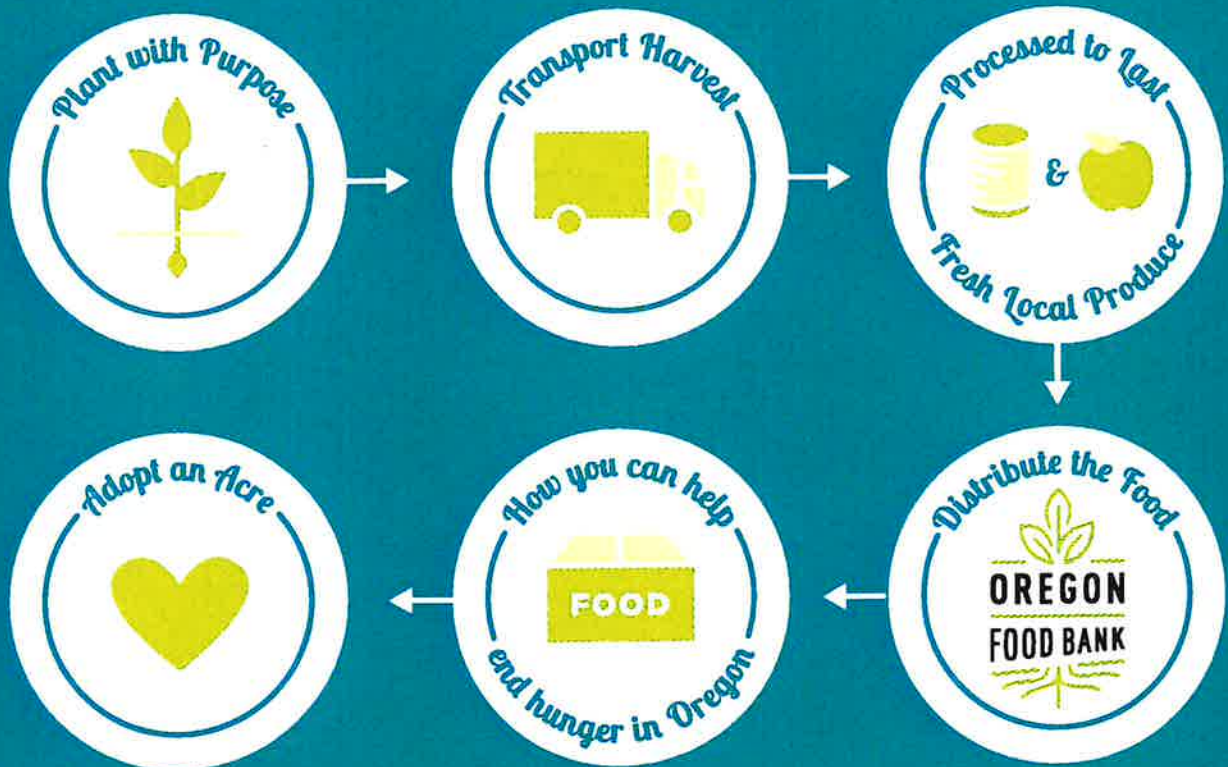 Plant with Purpose
Transport Harvest
Processed to Last
&
Fresh Local Produce
Distribute the Food
OREGON
FOOD BANK
How you can help
FOOD
end hunger in Oregon
Adopt an Acre